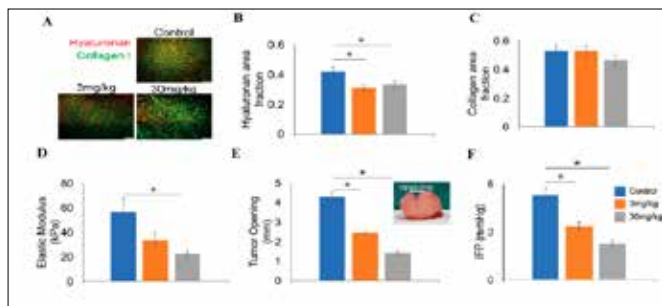 A
Hyaluronan
Collagen I
Control
3mg/kg
30mg/kg
B
Hyaluronan area
fraction
0.6
0.4
0.2
0
*
*
C
Collagen area
fraction
0.6
0.4
0.2
0
D
Elastic Modulus
(kPa)
80
60
40
20
0
*
E
Tumor Opening
(mm)
5
4
3
2
1
0
*
*
F
IFP (mmHg)
6
3
0
*
*
Control
3mg/kg
30mg/kg